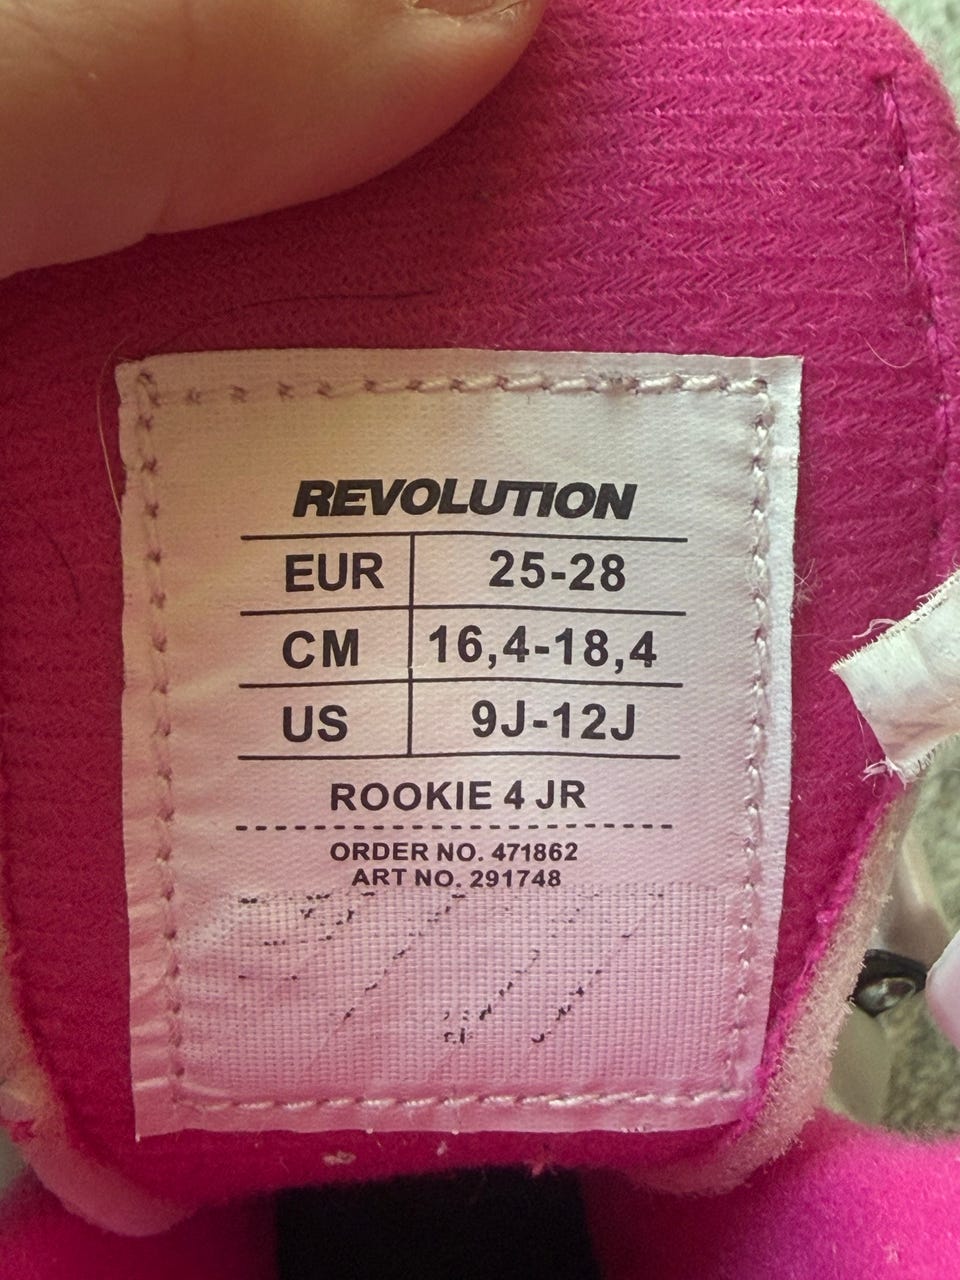 REVOLUTION
EUR 25-28
CM 16,4-18,4
US 9J-12J
ROOKIE 4 JR
ORDER NO. 471862
ART NO. 291748